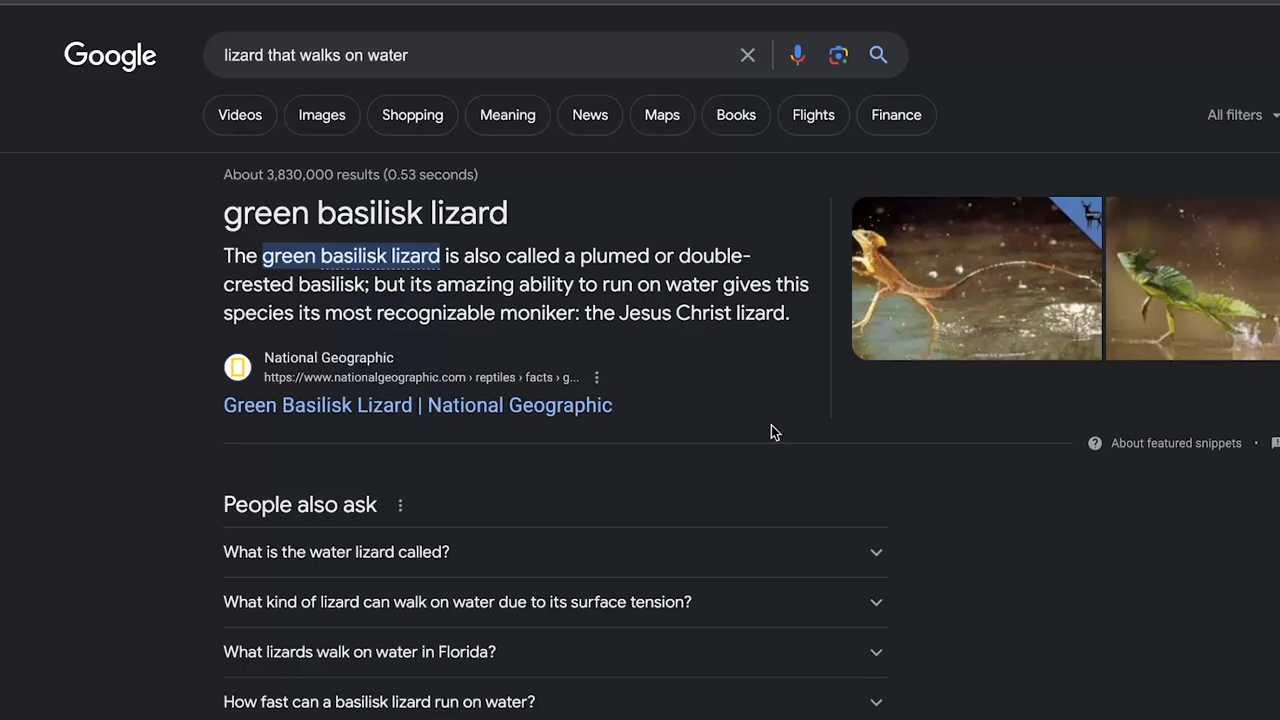 Google
lizard that walks on water
Videos
Images
Shopping
Meaning
News
Maps
Books
Flights
Finance
All filters
About 3,830,000 results (0.53 seconds)
green basilisk lizard
The green basilisk lizard is also called a plumed or double-
crested basilisk; but its amazing ability to run on water gives this
species its most recognizable moniker: the Jesus Christ lizard.
National Geographic
https://www.nationalgeographic.com › reptiles › facts › g...
Green Basilisk Lizard | National Geographic
About featured snippets
People also ask
What is the water lizard called?
What kind of lizard can walk on water due to its surface tension?
What lizards walk on water in Florida?
How fast can a basilisk lizard run on water?